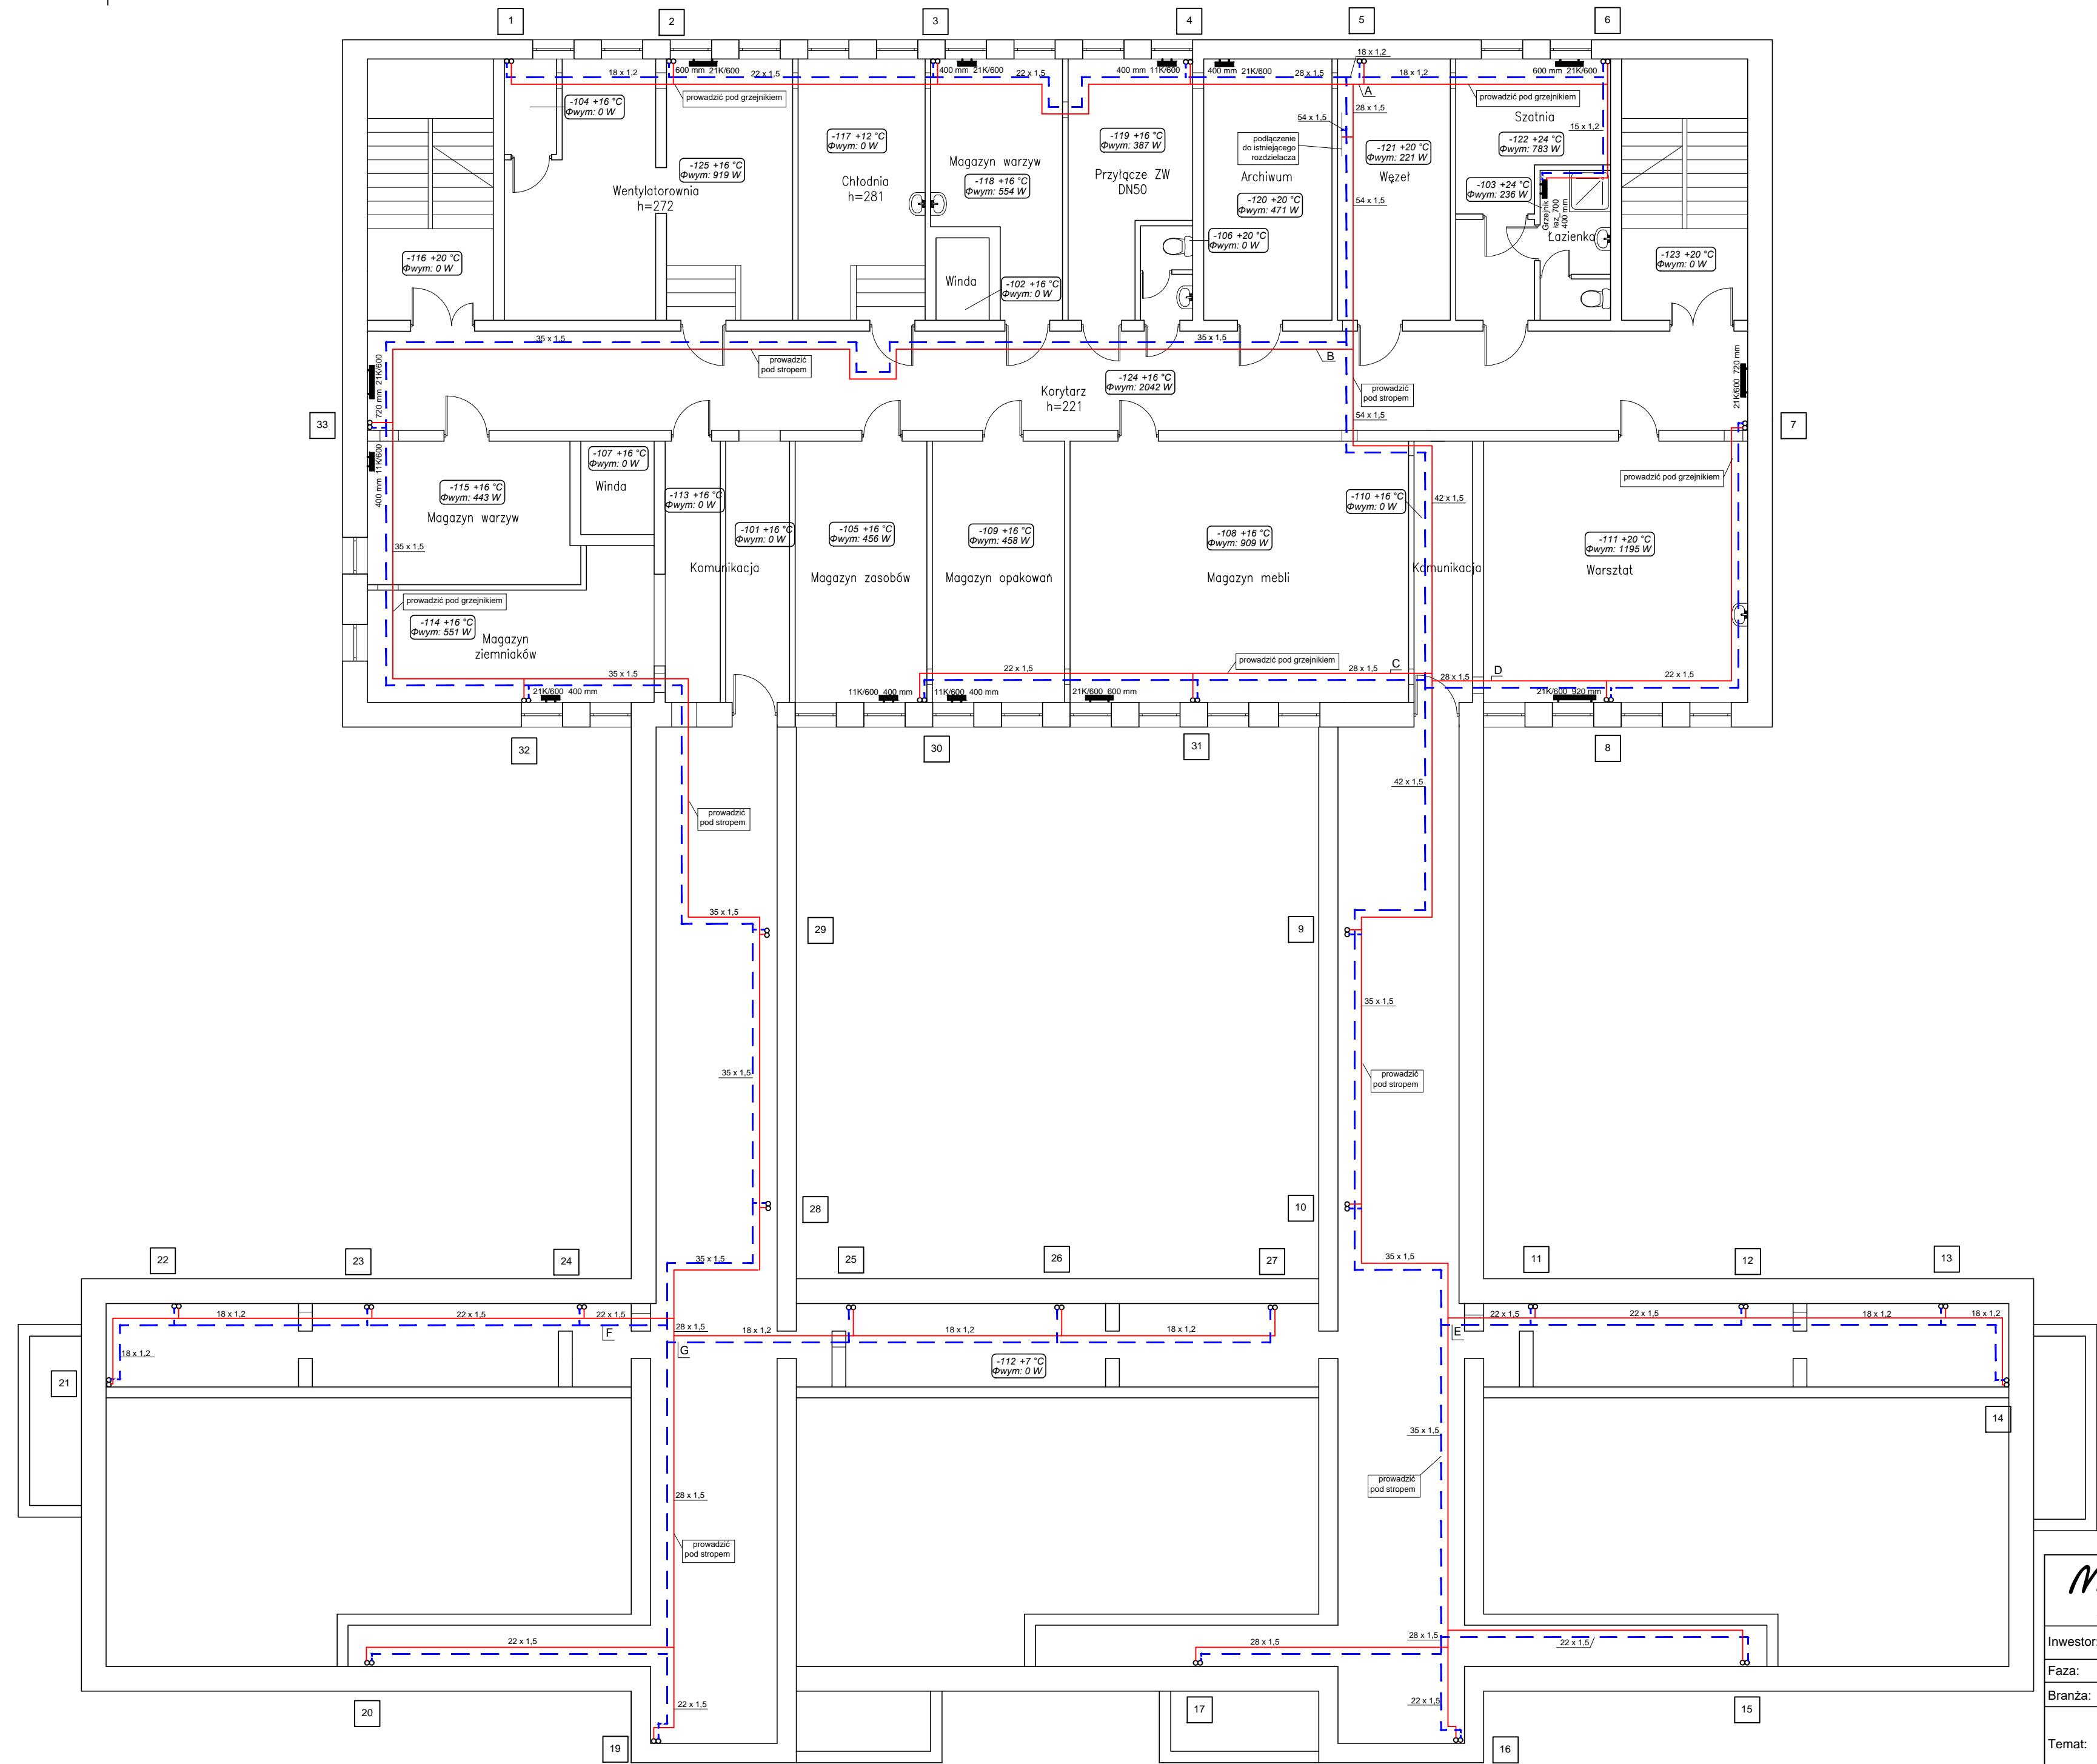 1
2
3
4
5
6
18 x 1,2
18 x 1,2
600 mm  21K/600
22 x 1,5
400 mm  21K/600
22 x 1,5
400 mm  11K/600
400 mm  21K/600
28 x 1,5
18 x 1,2
600 mm  21K/600
prowadzić pod grzejnikiem
A
prowadzić pod grzejnikiem
-104 +16 °C
Φwym: 0 W
28 x 1,5
54 x 1,5
Szatnia
15 x 1,2
-125 +16 °C
Φwym: 919 W
-117 +12 °C
Φwym: 0 W
-119 +16 °C
Φwym: 387 W
podłączenie
do istniejącego
rozdzielacza
-121 +20 °C
Φwym: 221 W
-122 +24 °C
Φwym: 783 W
Wentylatorownia
h=272
Chłodnia
h=281
Magazyn warzyw
-118 +16 °C
Φwym: 554 W
Przyłącze ZW
DN50
Archiwum
Węzeł
-120 +20 °C
Φwym: 471 W
54 x 1,5
-103 +24 °C
Φwym: 236 W
Grzejnik
łaz. 700
400 mm
Łazienka
-106 +20 °C
Φwym: 0 W
-116 +20 °C
Φwym: 0 W
-123 +20 °C
Φwym: 0 W
Winda
-102 +16 °C
Φwym: 0 W
35 x 1,5
35 x 1,5
B
prowadzić
pod stropem
720 mm  21K/600
Korytarz
h=221
-124 +16 °C
Φwym: 2042 W
prowadzić
pod stropem
21K/600  720 mm
54 x 1,5
33
7
400 mm  11K/600
-107 +16 °C
Φwym: 0 W
Winda
-115 +16 °C
Φwym: 443 W
Magazyn warzyw
-113 +16 °C
Φwym: 0 W
-101 +16 °C
Φwym: 0 W
-105 +16 °C
Φwym: 456 W
-109 +16 °C
Φwym: 458 W
-108 +16 °C
Φwym: 909 W
-110 +16 °C
Φwym: 0 W
42 x 1,5
prowadzić pod grzejnikiem
-111 +20 °C
Φwym: 1195 W
35 x 1,5
Komunikacja
Magazyn zasobów
Magazyn opakowań
Magazyn mebli
Komunikacja
Warsztat
prowadzić pod grzejnikiem
-114 +16 °C
Φwym: 551 W
Magazyn
ziemniaków
35 x 1,5
22 x 1,5
prowadzić pod grzejnikiem
28 x 1,5
C
28 x 1,5
D
22 x 1,5
21K/600  400 mm
11K/600  400 mm
11K/600  400 mm
21K/600  600 mm
21K/600  920 mm
32
30
31
8
42 x 1,5
prowadzić
pod stropem
35 x 1,5
29
9
35 x 1,5
35 x 1,5
prowadzić
pod stropem
28
10
35 x 1,5
35 x 1,5
22
23
24
25
26
27
11
12
13
18 x 1,2
22 x 1,5
22 x 1,5
28 x 1,5
18 x 1,2
18 x 1,2
18 x 1,2
22 x 1,5
22 x 1,5
18 x 1,2
18 x 1,2
F
G
E
18 x 1,2
-112 +7 °C
Φwym: 0 W
21
14
35 x 1,5
prowadzić
pod stropem
28 x 1,5
prowadzić
pod stropem
22 x 1,5
28 x 1,5
28 x 1,5
22 x 1,5
22 x 1,5
22 x 1,5
20
19
17
16
15
Inwestor:
Faza:
Branża:
Temat: